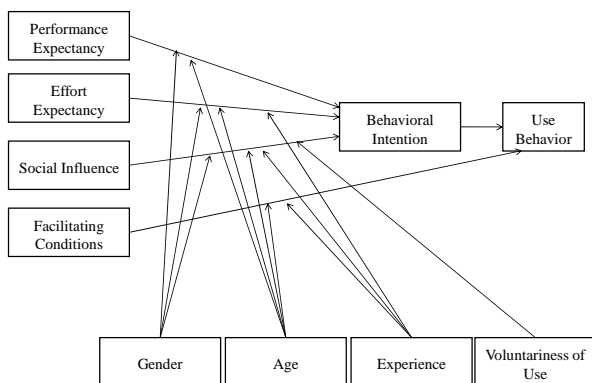 Performance
Expectancy
Effort
Expectancy
Social Influence
Facilitating
Conditions
Behavioral
Intention
Use
Behavior
Gender
Age
Experience
Voluntariness of
Use